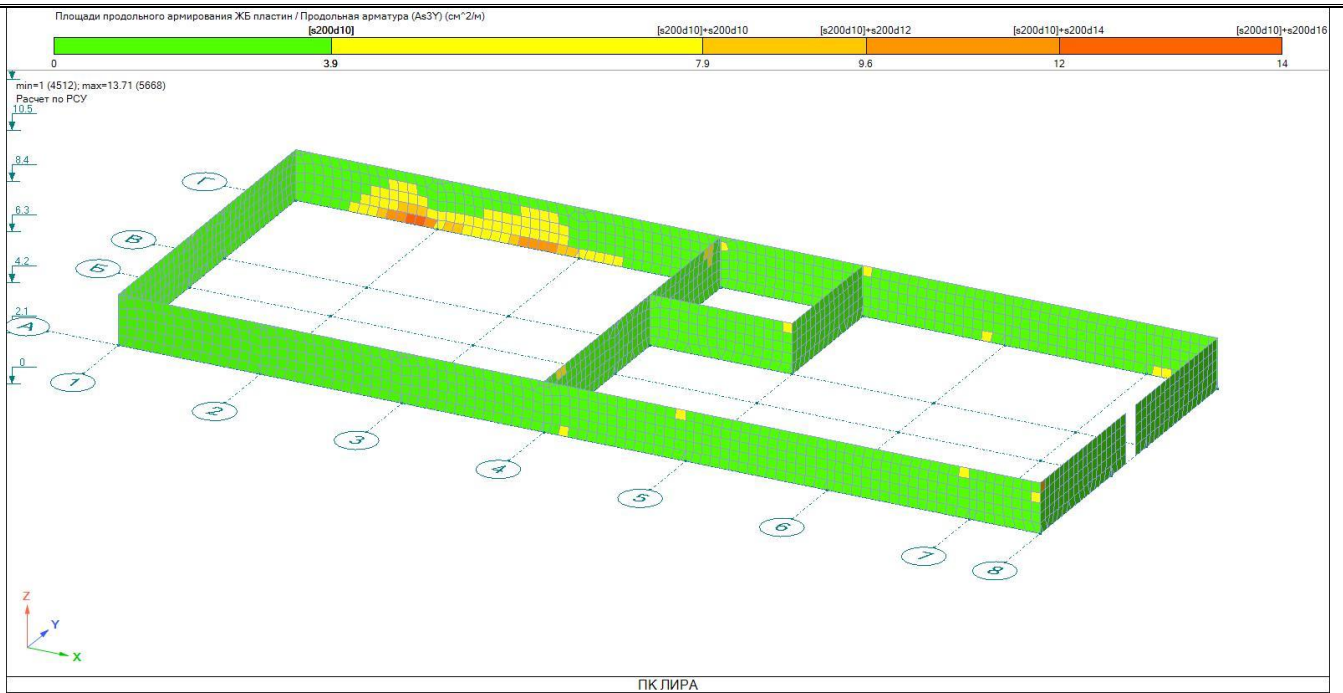 Площади продольного армирования ЖБ пластин / Продольная арматура (As3Y) (см^2/м)
[s200d10] [s200d10]+s200d10 [s200d10]+s200d12 [s200d10]+s200d14 [s200d10]+s200d16
0 3.9 7.9 9.6 12 14
min=1 (4512); max=13.71 (5668)
Расчет по РСУ
10.5
8.4
6.3
4.2
2.1
0
Г
В
Б
А
1
2
3
4
5
6
7
8
Z
Y
X
ПК ЛИРА